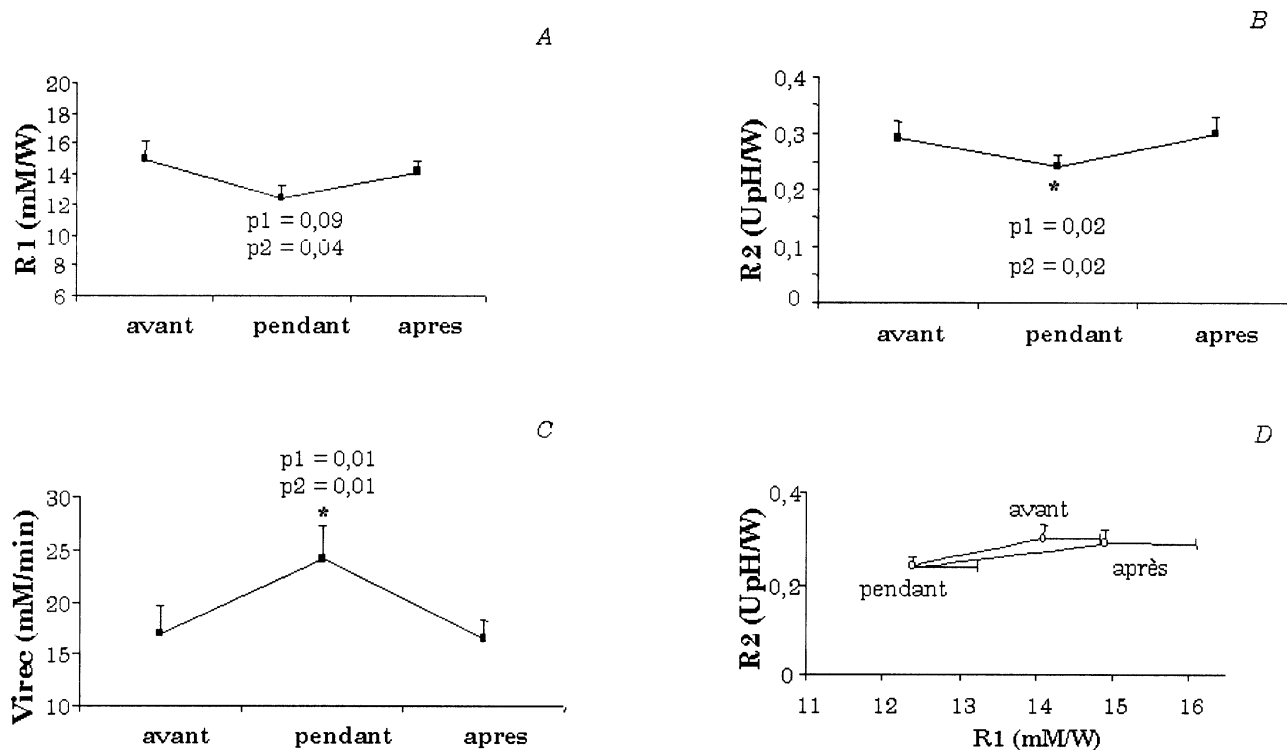 A
R1 (mM/W)
20
18
16
14
12
10
8
6
p1 = 0,09
p2 = 0,04
avant pendant apres
B
R2 (UpH/W)
0,4
0,3
0,2
0,1
0
*
p1 = 0,02
p2 = 0,02
avant pendant apres
C
Virec (mM/min)
30
25
20
15
10
p1 = 0,01
p2 = 0,01
*
avant pendant apres
D
R2 (UpH/W)
0,4
0,2
0
avant
pendant
après
11 12 13 14 15 16
R1 (mM/W)